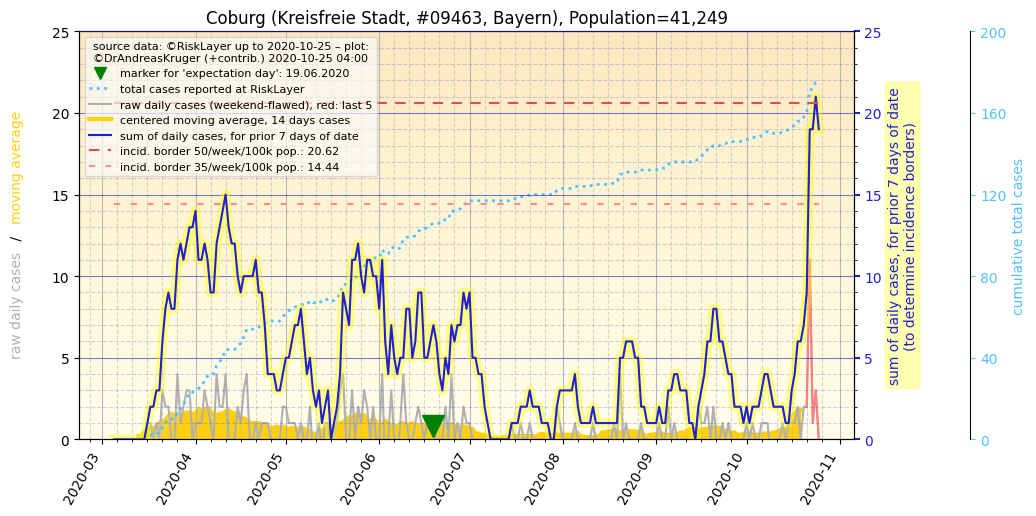 Coburg (Kreisfreie Stadt, #09463, Bayern), Population=41,249
source data: ©RiskLayer up to 2020-10-25 – plot:
©DrAndreasKruger (+contrib.) 2020-10-25 04:00
marker for 'expectation day': 19.06.2020
total cases reported at RiskLayer
raw daily cases (weekend-flawed), red: last 5
centered moving average, 14 days cases
sum of daily cases, for prior 7 days of date
incid. border 50/week/100k pop.: 20.62
incid. border 35/week/100k pop.: 14.44
raw daily cases / moving average
25
20
15
10
5
0
2020-03
2020-04
2020-05
2020-06
2020-07
2020-08
2020-09
2020-10
2020-11
25
20
15
10
5
0
sum of daily cases, for prior 7 days of date
(to determine incidence borders)
200
160
120
80
40
0
cumulative total cases